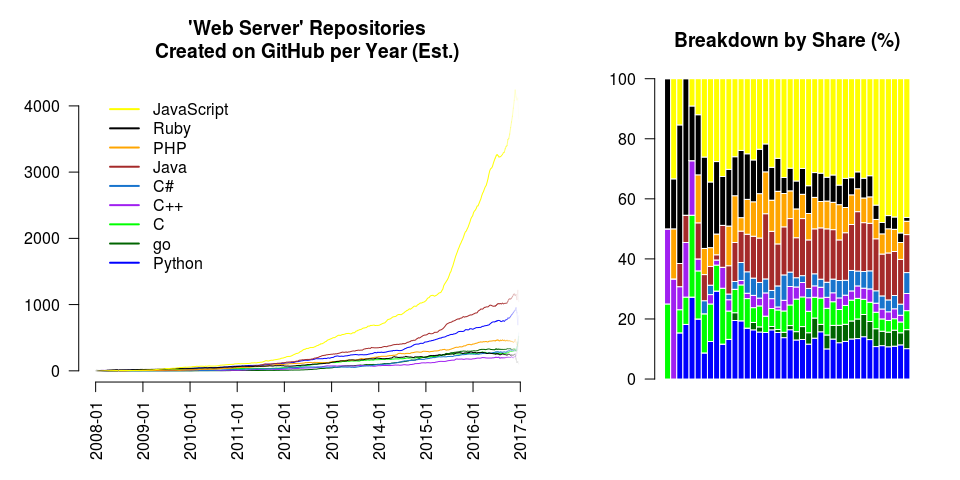 'Web Server' Repositories
Created on GitHub per Year (Est.)
4000
3000
2000
1000
0
JavaScript
Ruby
PHP
Java
C#
C++
C
go
Python
2008-01
2009-01
2010-01
2011-01
2012-01
2013-01
2014-01
2015-01
2016-01
2017-01
Breakdown by Share (%)
100
80
60
40
20
0